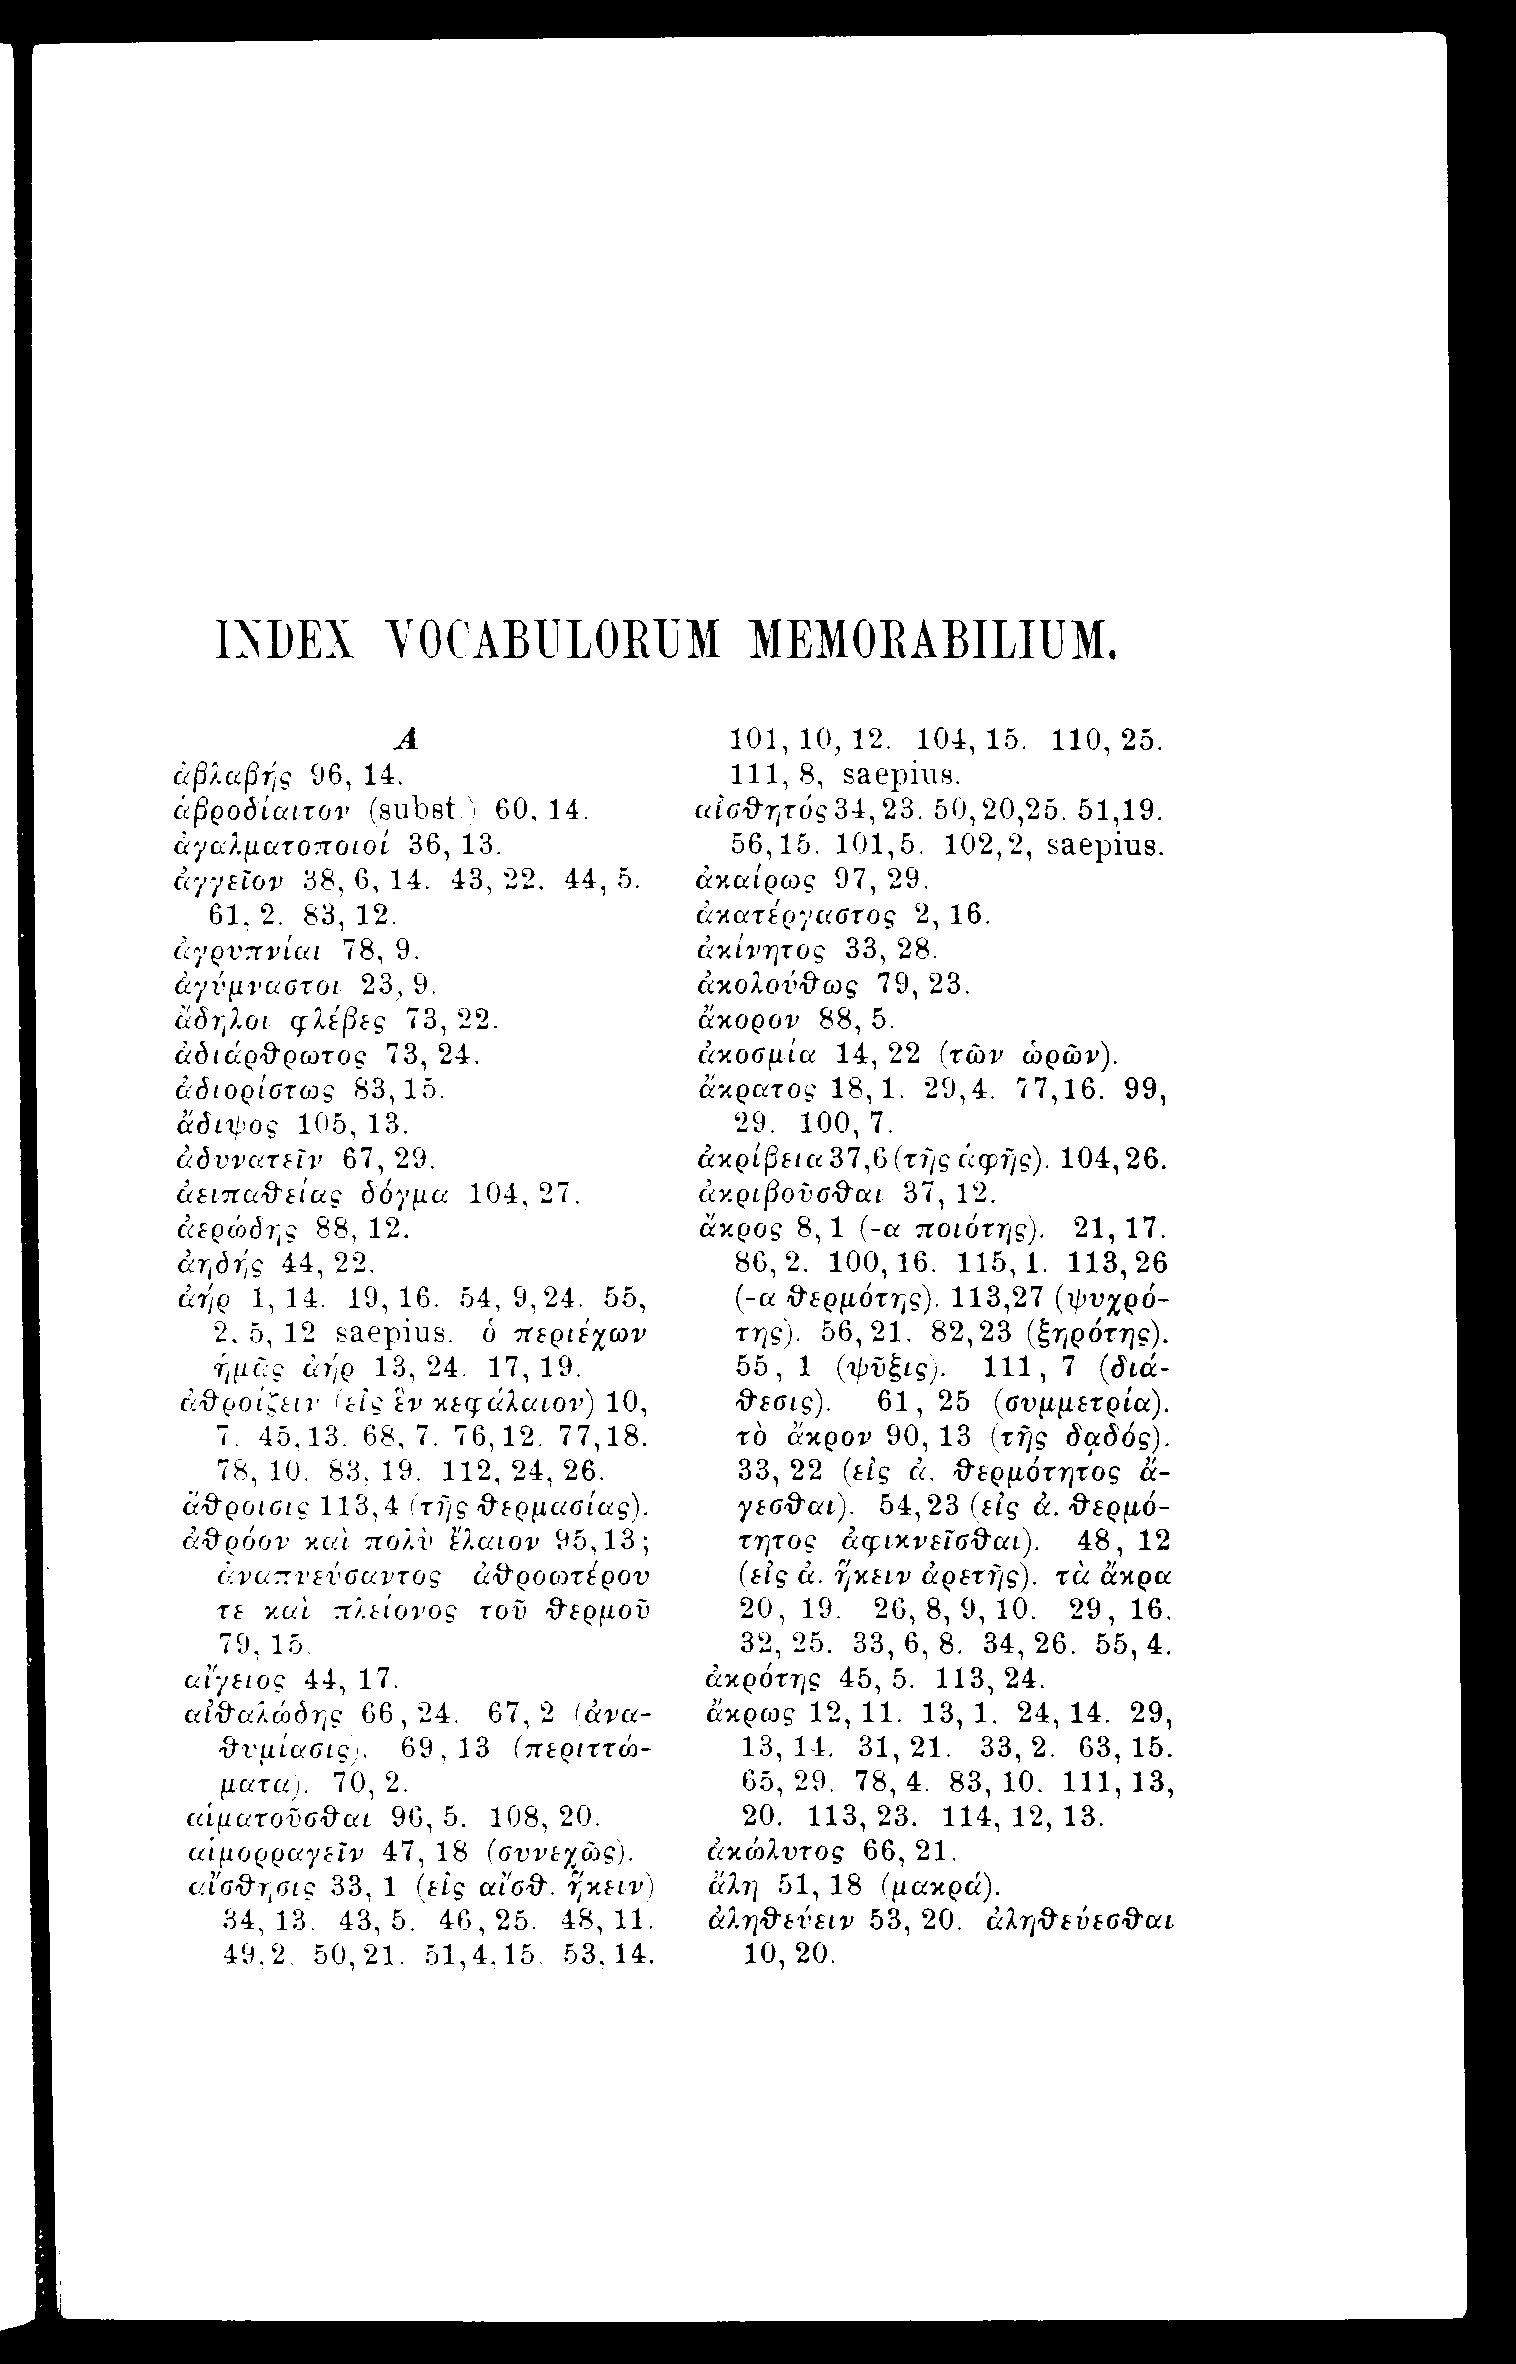 INDEX VOCABULORUM MEMORABILIUM.
A
ἀβλαβής 96, 14.
ἁβροδίαιτον (subst.) 60, 14.
ἀγαλματοποιοί 36, 13.
ἀγγεῖον 38, 6, 14. 43, 22. 44, 5.
61, 2. 83, 12.
ἀγρυπνίαι 78, 9.
ἀγύμναστοι 23, 9.
ἄδηλοι φλέβες 73, 22.
ἀδιάρθρωτος 73, 24.
ἀδιορίστως 83, 15.
ἄδιψος 105, 13.
ἀδυνατεῖν 67, 29.
ἀειπαθείας δόγμα 104, 27.
ἀερώδης 88, 12.
ἀηδής 44, 22.
ἀήρ 1, 14. 19, 16. 54, 9, 24. 55,
2, 5, 12 saepius. ὁ περιέχων
ἡμᾶς ἀήρ 13, 24. 17, 19.
ἀθροίζειν (εἰς ἓν κεφάλαιον) 10,
7. 45, 13. 68, 7. 76, 12. 77, 18.
78, 10. 83, 19. 112, 24, 26.
ἄθροισις 113, 4 (τῆς θερμασίας).
ἀθρόον καὶ πολὺ ἔλαιον 95, 13;
ἀναπνεύσαντος ἀθροωτέρου
τε καὶ πλείονος τοῦ θερμοῦ
79, 15.
αἴγειος 44, 17.
αἰθαλώδης 66, 24. 67, 2 (ἀνα-
θυμίασις). 69, 13 (περιττώ-
ματα). 70, 2.
αἱματοῦσθαι 96, 5. 108, 20.
αἱμορραγεῖν 47, 18 (συνεχῶς).
αἴσθησις 33, 1 (εἰς αἴσθ. ἥκειν)
34, 13. 43, 5. 46, 25. 48, 11.
49, 2. 50, 21. 51, 4, 15. 53, 14.
101, 10, 12. 104, 15. 110, 25.
111, 8, saepius.
αἰσθητός 34, 23. 50, 20, 25. 51, 19.
56, 15. 101, 5. 102, 2, saepius.
ἀκαίρως 97, 29.
ἀκατέργαστος 2, 16.
ἀκίνητος 33, 28.
ἀκολούθως 79, 23.
ἄκορον 88, 5.
ἀκοσμία 14, 22 (τῶν ὡρῶν).
ἄκρατος 18, 1. 29, 4. 77, 16. 99,
29. 100, 7.
ἀκρίβεια 37, 6 (τῆς ἁφῆς). 104, 26.
ἀκριβοῦσθαι 37, 12.
ἄκρος 8, 1 (-α ποιότης). 21, 17.
86, 2. 100, 16. 115, 1. 113, 26
(-α θερμότης). 113, 27 (ψυχρό-
της). 56, 21. 82, 23 (ξηρότης).
55, 1 (ψῦξις). 111, 7 (διά-
θεσις). 61, 25 (συμμετρία).
τὸ ἄκρον 90, 13 (τῆς δᾳδός).
33, 22 (εἰς ἀ. θερμότητος ἄ-
γεσθαι). 54, 23 (εἰς ἀ. θερμό-
τητος ἀφικνεῖσθαι). 48, 12
(εἰς ἀ. ἥκειν ἀρετῆς). τὰ ἄκρα
20, 19. 26, 8, 9, 10. 29, 16.
32, 25. 33, 6, 8. 34, 26. 55, 4.
ἀκρότης 45, 5. 113, 24.
ἄκρως 12, 11. 13, 1. 24, 14. 29,
13, 14. 31, 21. 33, 2. 63, 15.
65, 29. 78, 4. 83, 10. 111, 13,
20. 113, 23. 114, 12, 13.
ἀκώλυτος 66, 21.
ἄλη 51, 18 (μακρά).
ἀληθεύειν 53, 20. ἀληθεύεσθαι
10, 20.